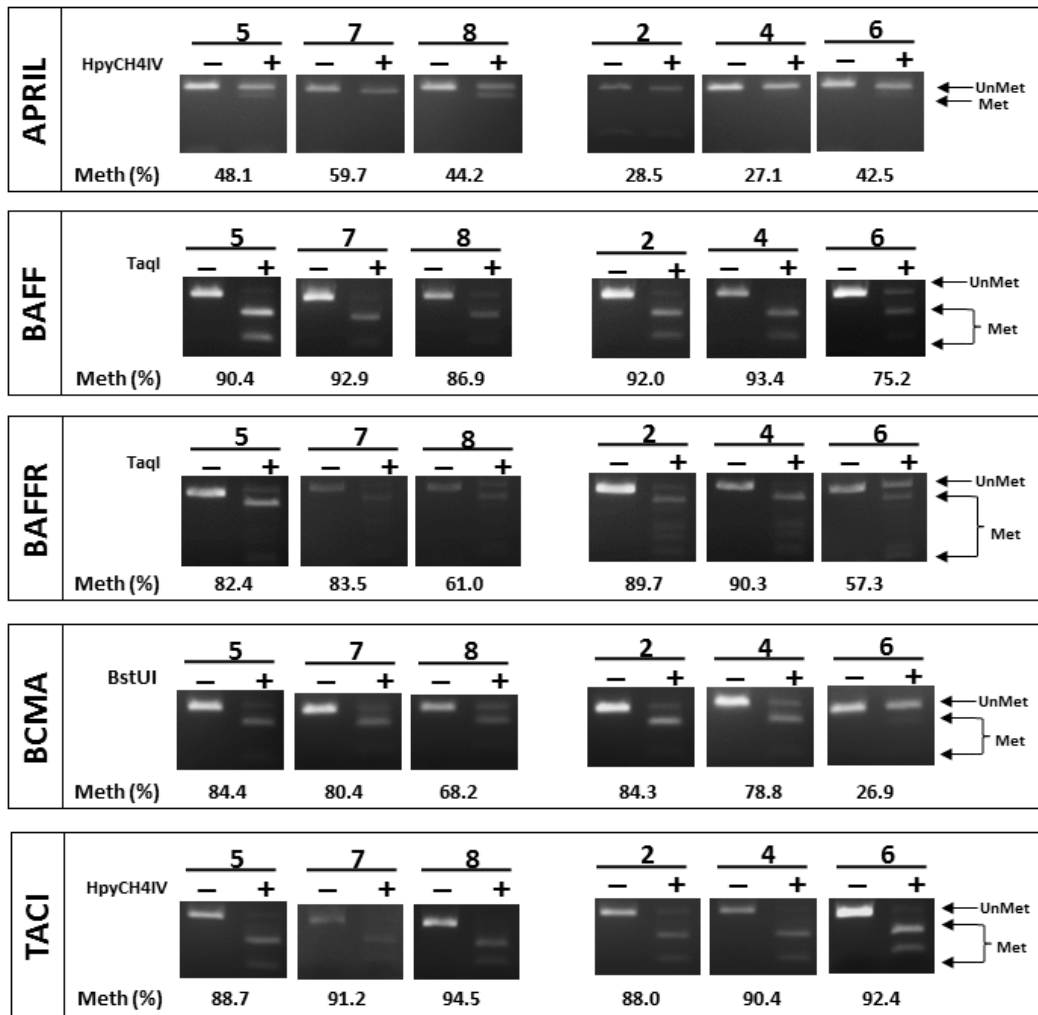 APRIL
5 7 8 2 4 6
HpyCH4IV − + − + − + − + − + − +
UnMet
Met
Meth (%) 48.1 59.7 44.2 28.5 27.1 42.5
BAFF
5 7 8 2 4 6
TaqI − + − + − + − + − + − +
UnMet
Met
Meth (%) 90.4 92.9 86.9 92.0 93.4 75.2
BAFFR
5 7 8 2 4 6
TaqI − + − + − + − + − + − +
UnMet
Met
Meth (%) 82.4 83.5 61.0 89.7 90.3 57.3
BCMA
5 7 8 2 4 6
BstUI − + − + − + − + − + − +
UnMet
Met
Meth (%) 84.4 80.4 68.2 84.3 78.8 26.9
TACI
5 7 8 2 4 6
HpyCH4IV − + − + − + − + − + − +
UnMet
Met
Meth (%) 88.7 91.2 94.5 88.0 90.4 92.4